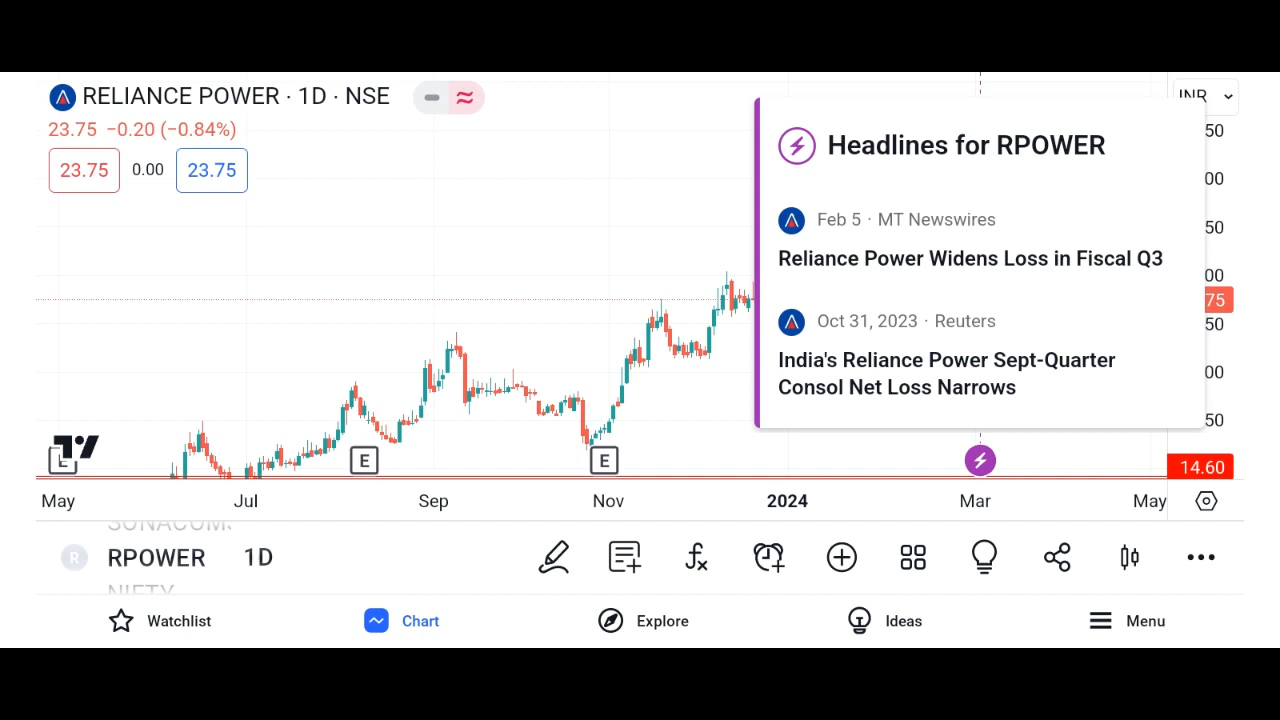 RELIANCE POWER · 1D · NSE
INR
23.75 −0.20 (−0.84%)
23.75 0.00 23.75
Headlines for RPOWER
Feb 5 · MT Newswires
Reliance Power Widens Loss in Fiscal Q3
Oct 31, 2023 · Reuters
India's Reliance Power Sept-Quarter
Consol Net Loss Narrows
50
00
50
00
75
50
00
50
14.60
E
E
E
May Jul Sep Nov 2024 Mar May
SONACOMS
RPOWER 1D
NIFTY
Watchlist Chart Explore Ideas Menu